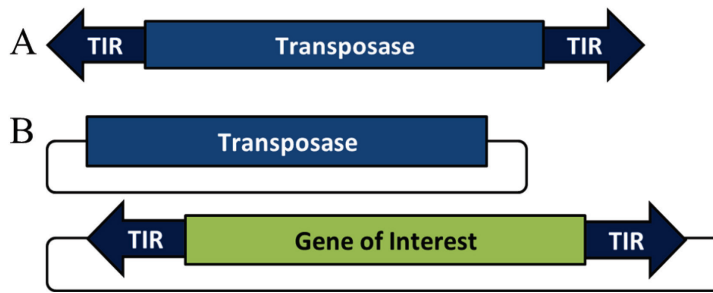 A TIR Transposase TIR
B Transposase
TIR Gene of Interest TIR